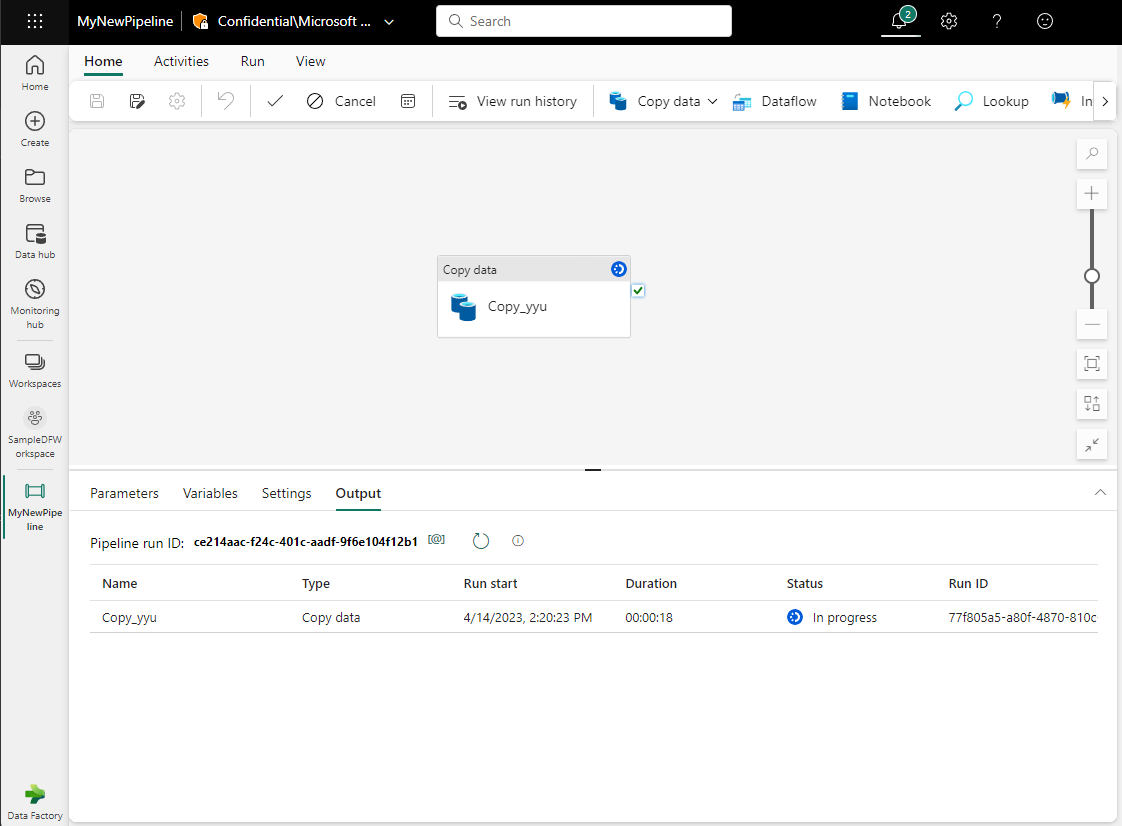 MyNewPipeline
Confidential\Microsoft ...
Search
2
?
Home Activities Run View
Cancel View run history Copy data Dataflow Notebook Lookup In
Home
Create
Browse
Data hub
Monitoring
hub
Workspaces
SampleDFW
orkspace
MyNewPipe
line
Data Factory
Copy data
Copy_yyu
Parameters Variables Settings Output
Pipeline run ID: ce214aac-f24c-401c-aadf-9f6e104f12b1 [@]
Name Type Run start Duration Status Run ID
Copy_yyu Copy data 4/14/2023, 2:20:23 PM 00:00:18 In progress 77f805a5-a80f-4870-810c